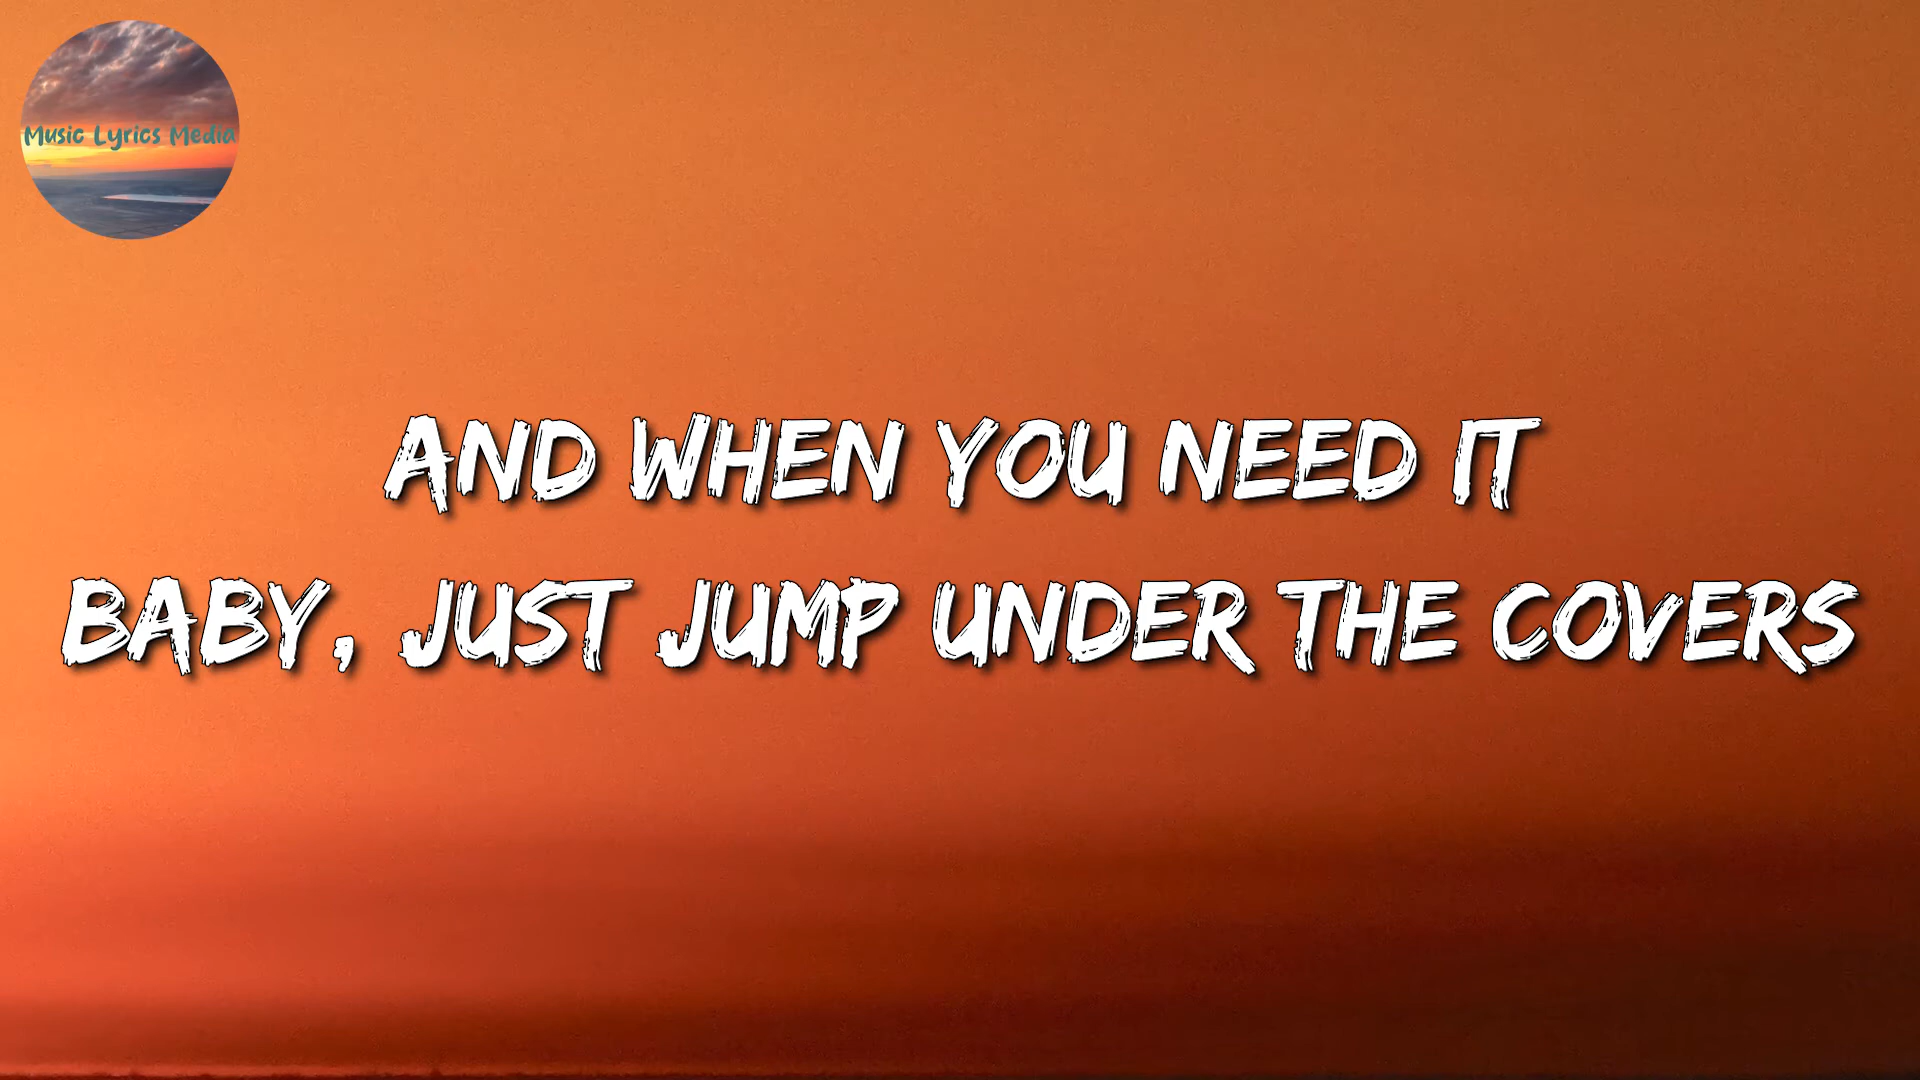 Music Lyrics Media
AND WHEN YOU NEED IT
BABY, JUST JUMP UNDER THE COVERS